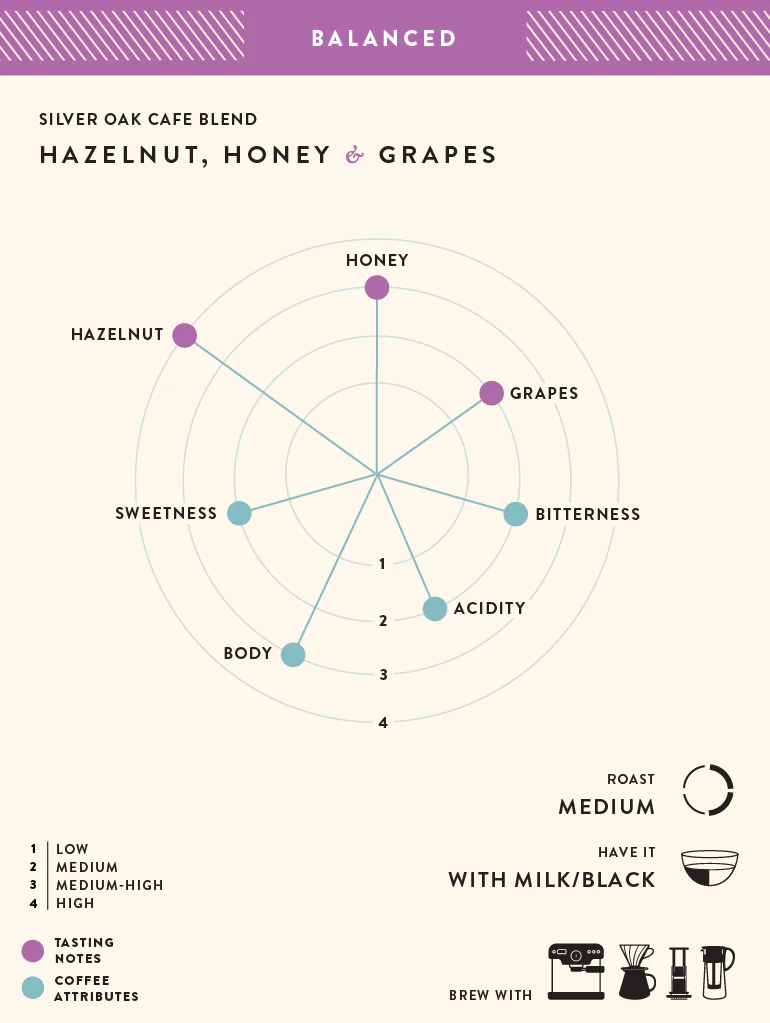 BALANCED
SILVER OAK CAFE BLEND
HAZELNUT, HONEY & GRAPES
HONEY
HAZELNUT
GRAPES
SWEETNESS
BITTERNESS
1
ACIDITY
2
BODY
3
4
ROAST
MEDIUM
HAVE IT
WITH MILK/BLACK
1 LOW
2 MEDIUM
3 MEDIUM-HIGH
4 HIGH
TASTING
NOTES
COFFEE
ATTRIBUTES
BREW WITH